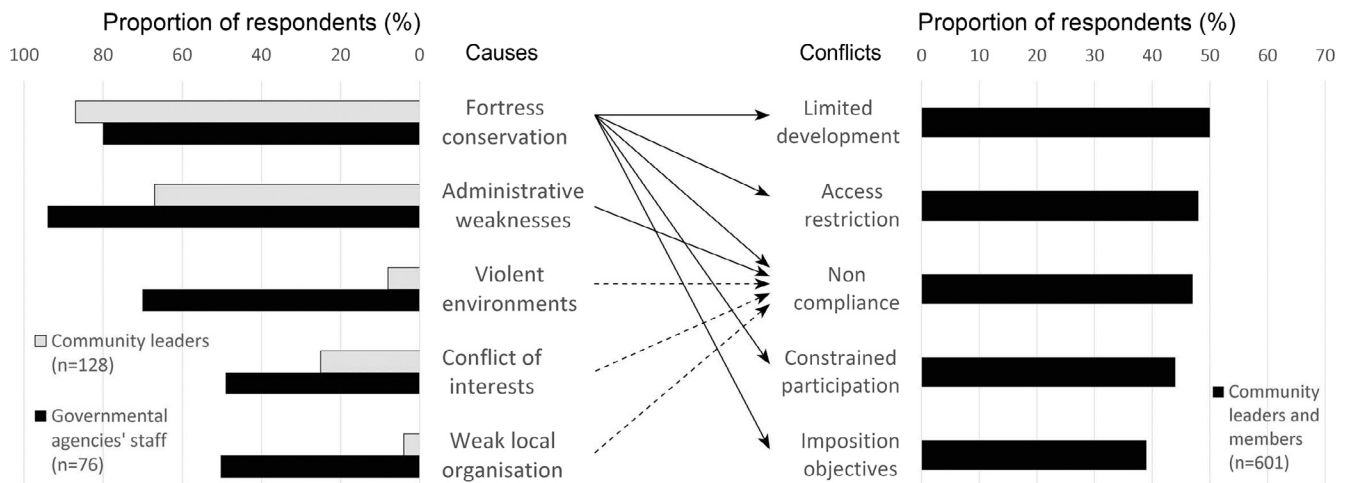 Proportion of respondents (%)
Proportion of respondents (%)
100 80 60 40 20 0
Causes
Conflicts
0 10 20 30 40 50 60 70
Fortress
conservation
Limited
development
Administrative
weaknesses
Access
restriction
Violent
environments
Non
compliance
Conflict of
interests
Constrained
participation
Weak local
organisation
Imposition
objectives
Community leaders
(n=128)
Governmental
agencies' staff
(n=76)
Community
leaders and
members
(n=601)